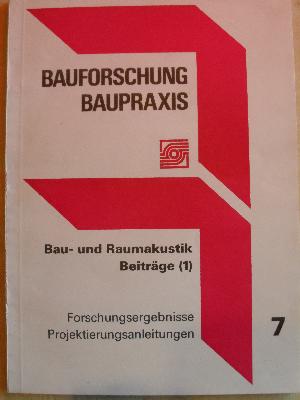 BAUFORSCHUNG
BAUPRAXIS
Bau- und Raumakustik
Beiträge (1)
Forschungsergebnisse
Projektierungsanleitungen
7